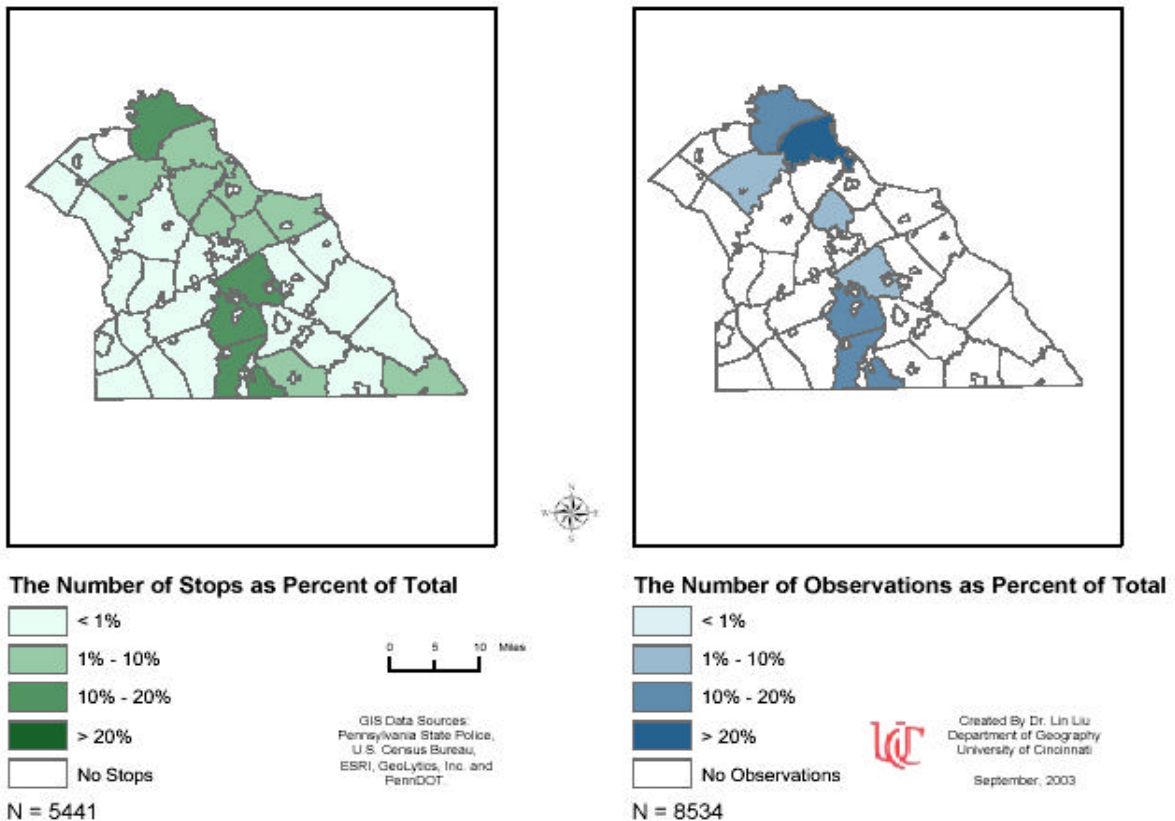 N
W E
S
The Number of Stops as Percent of Total
< 1%
1% - 10%
10% - 20%
> 20%
No Stops
N = 5441
0 5 10 Miles
GIS Data Sources:
Pennsylvania State Police,
U.S. Census Bureau,
ESRI, GeoLytics, Inc. and
PennDOT.
The Number of Observations as Percent of Total
< 1%
1% - 10%
10% - 20%
> 20%
No Observations
N = 8534
UC
Created By Dr. Lin Liu
Department of Geography
University of Cincinnati
September, 2003